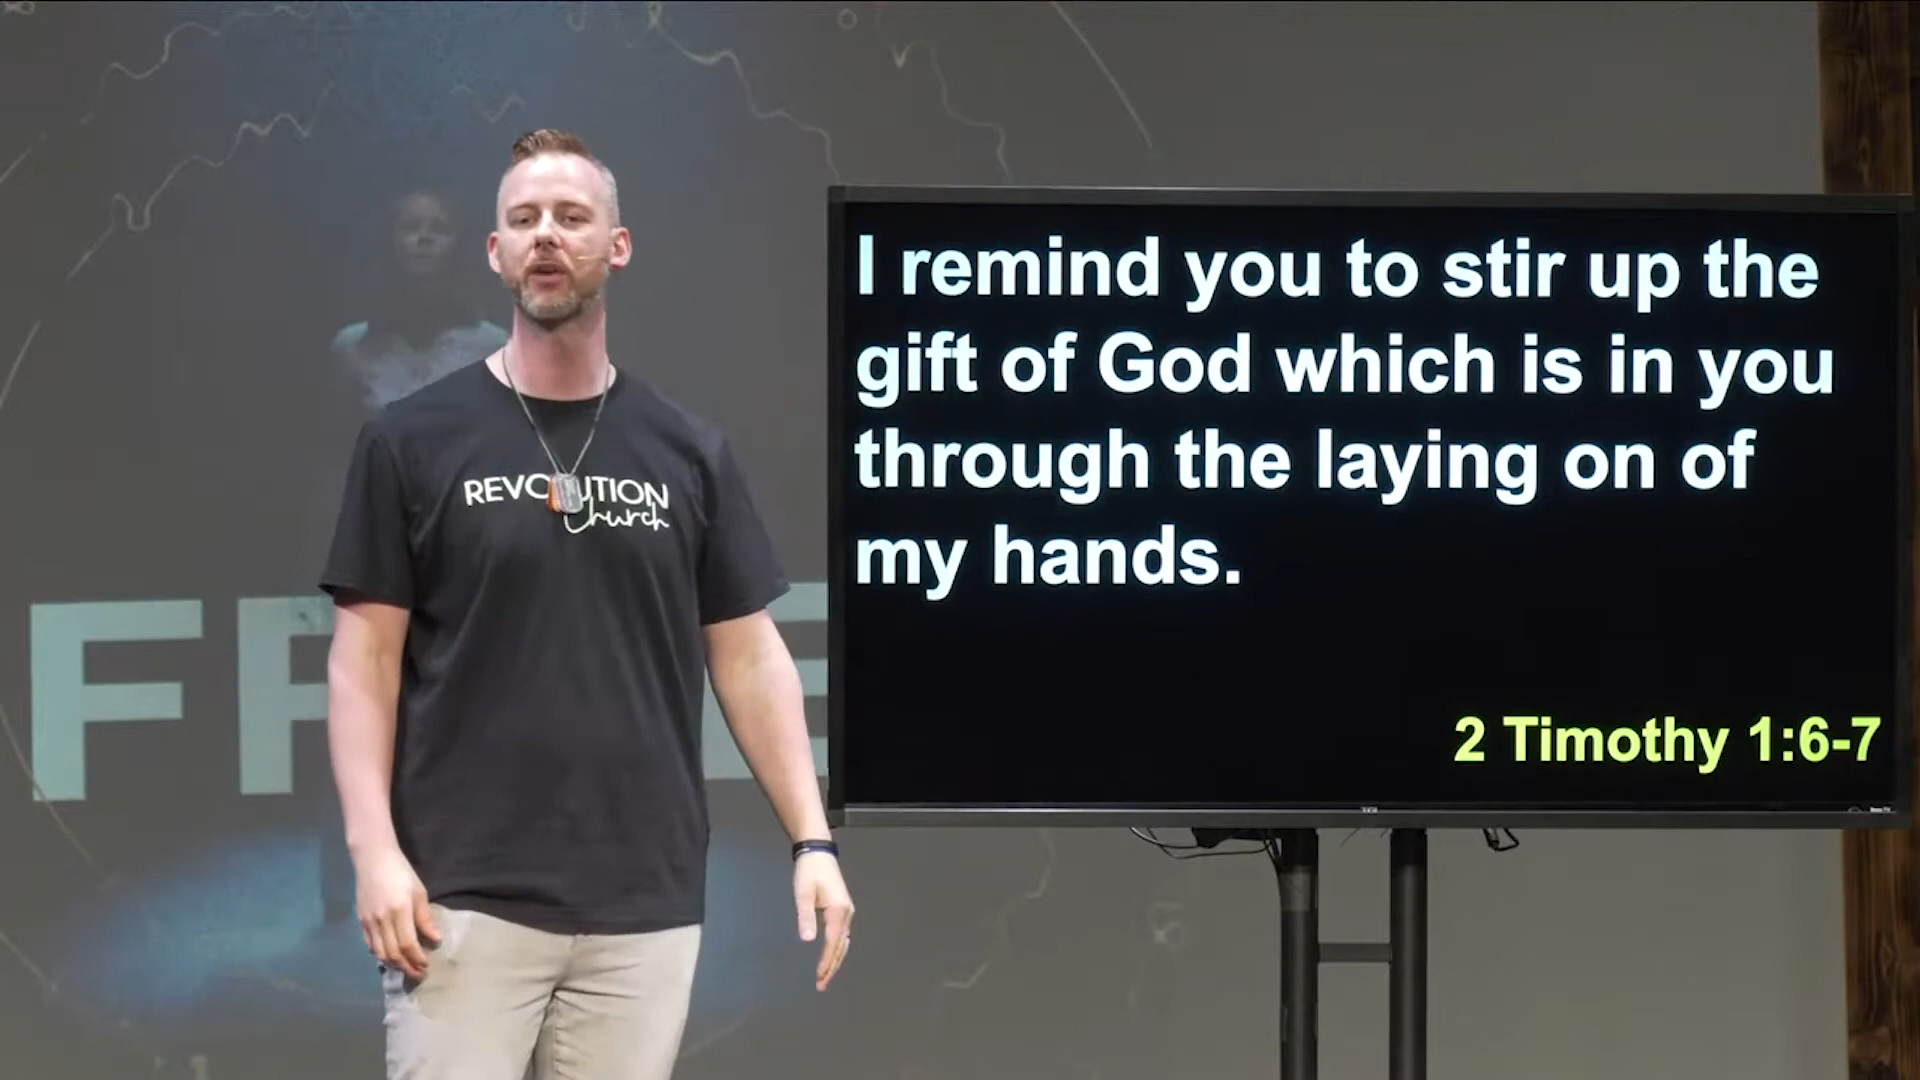 I remind you to stir up the
gift of God which is in you
through the laying on of
my hands.
2 Timothy 1:6-7
REVOLUTION
Church